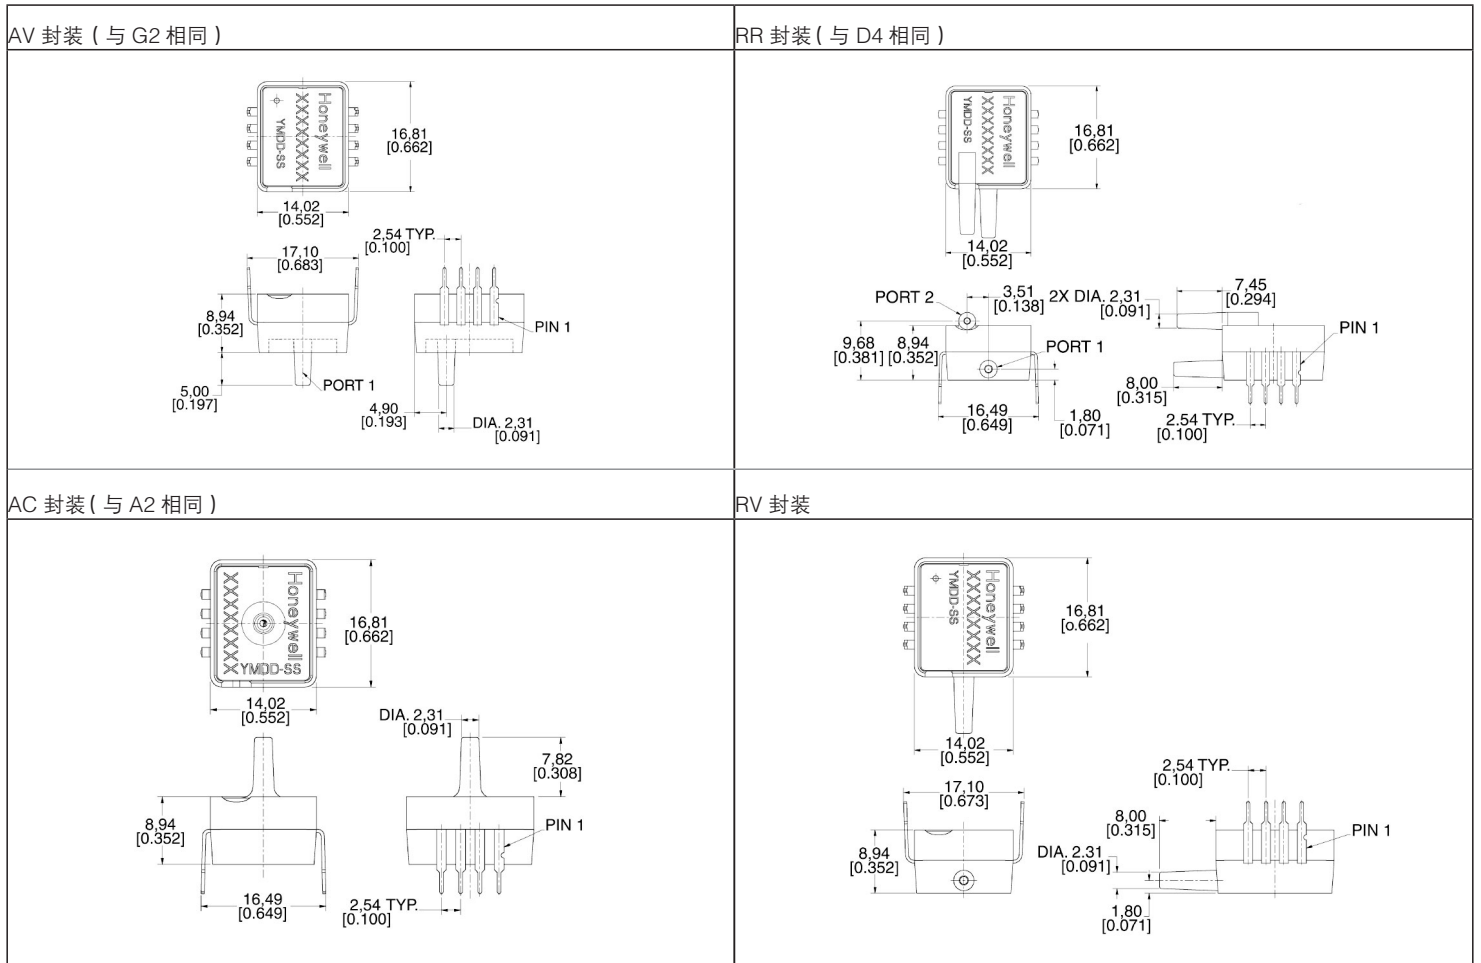 AV 封装 ( 与 G2 相同 )
Honeywell
XXXXXXX
YMDD-SS
16,81
[0.662]
14,02
[0.552]
17,10
[0.683]
2,54 TYP.
[0.100]
8,94
[0.352]
PIN 1
PORT 1
5,00
[0.197]
4,90
[0.193]
DIA. 2,31
[0.091]
RR 封装 ( 与 D4 相同 )
Honeywell
XXXXXXX
YMDD-SS
16,81
[0.662]
14,02
[0.552]
PORT 2
3,51
[0.138]
2X DIA. 2,31
[0.091]
7,45
[0.294]
PIN 1
9,68
[0.381]
8,94
[0.352]
PORT 1
8,00
[0.315]
16,49
[0.649]
1,80
[0.071]
2.54 TYP.
[0.100]
AC 封装 ( 与 A2 相同 )
Honeywell
XXXXXXX
YMDD-SS
16,81
[0.662]
14,02
[0.552]
DIA. 2,31
[0.091]
7,82
[0.308]
8,94
[0.352]
PIN 1
16,49
[0.649]
2,54 TYP.
[0.100]
RV 封装
Honeywell
XXXXXXX
YMDD-SS
16,81
[o.662]
14,02
[0.552]
2,54 TYP.
[0.100]
17,10
[0.673]
8,00
[0.315]
PIN 1
8,94
[0.352]
DIA. 2.31
[0.091]
1,80
[0.071]